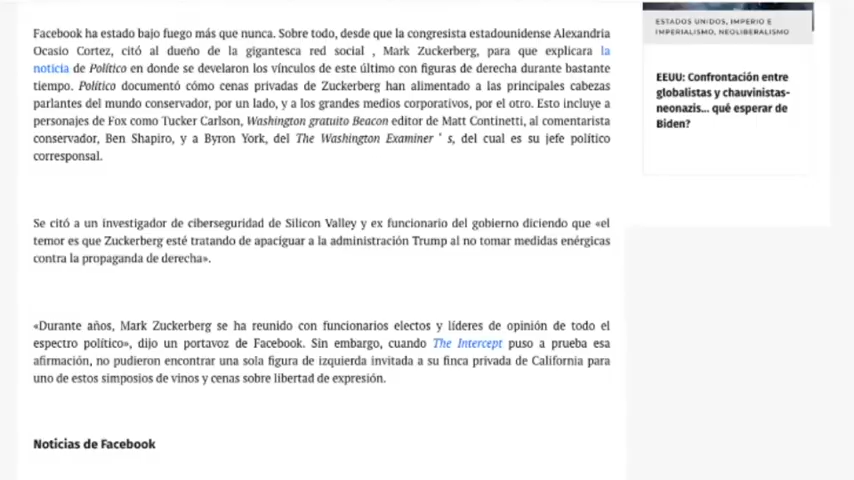 Facebook ha estado bajo fuego más que nunca. Sobre todo, desde que la congresista estadounidense Alexandria
Ocasio Cortez, citó al dueño de la gigantesca red social , Mark Zuckerberg, para que explicara la
noticia de Político en donde se develaron los vínculos de este último con figuras de derecha durante bastante
tiempo. Político documentó cómo cenas privadas de Zuckerberg han alimentado a las principales cabezas
parlantes del mundo conservador, por un lado, y a los grandes medios corporativos, por el otro. Esto incluye a
personajes de Fox como Tucker Carlson, Washington gratuito Beacon editor de Matt Continetti, al comentarista
conservador, Ben Shapiro, y a Byron York, del The Washington Examiner ' s, del cual es su jefe político
corresponsal.
Se citó a un investigador de ciberseguridad de Silicon Valley y ex funcionario del gobierno diciendo que «el
temor es que Zuckerberg esté tratando de apaciguar a la administración Trump al no tomar medidas enérgicas
contra la propaganda de derecha».
«Durante años, Mark Zuckerberg se ha reunido con funcionarios electos y líderes de opinión de todo el
espectro político», dijo un portavoz de Facebook. Sin embargo, cuando The Intercept puso a prueba esa
afirmación, no pudieron encontrar una sola figura de izquierda invitada a su finca privada de California para
uno de estos simposios de vinos y cenas sobre libertad de expresión.
Noticias de Facebook
ESTADOS UNIDOS, IMPERIO E
IMPERIALISMO, NEOLIBERALISMO
EEUU: Confrontación entre
globalistas y chauvinistas-
neonazis... qué esperar de
Biden?